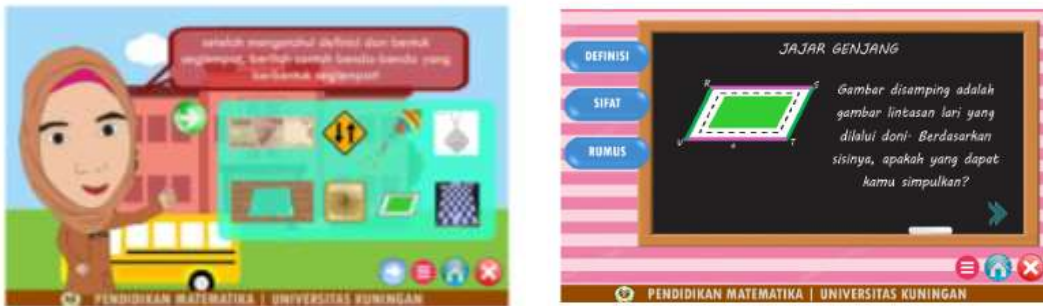 setelah mengetahui definisi dan bentuk
segiempat, berilah contoh benda-benda yang
berbentuk segiempat!
PENDIDIKAN MATEMATIKA | UNIVERSITAS KUNINGAN
DEFINISI
SIFAT
RUMUS
JAJAR GENJANG
R
S
U
T
Gambar disamping adalah
gambar lintasan lari yang
dilalui doni. Berdasarkan
sisinya, apakah yang dapat
kamu simpulkan?
PENDIDIKAN MATEMATIKA | UNIVERSITAS KUNINGAN